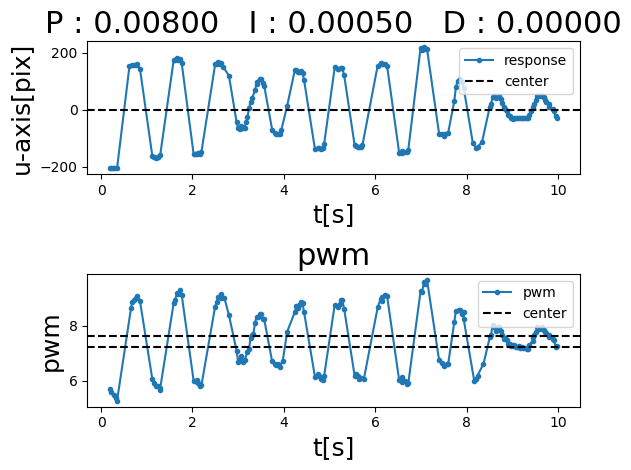 P : 0.00800   I : 0.00050   D : 0.00000
u-axis[pix]
200
0
−200
response
center
0 2 4 6 8 10
t[s]
pwm
pwm
8
6
pwm
center
0 2 4 6 8 10
t[s]